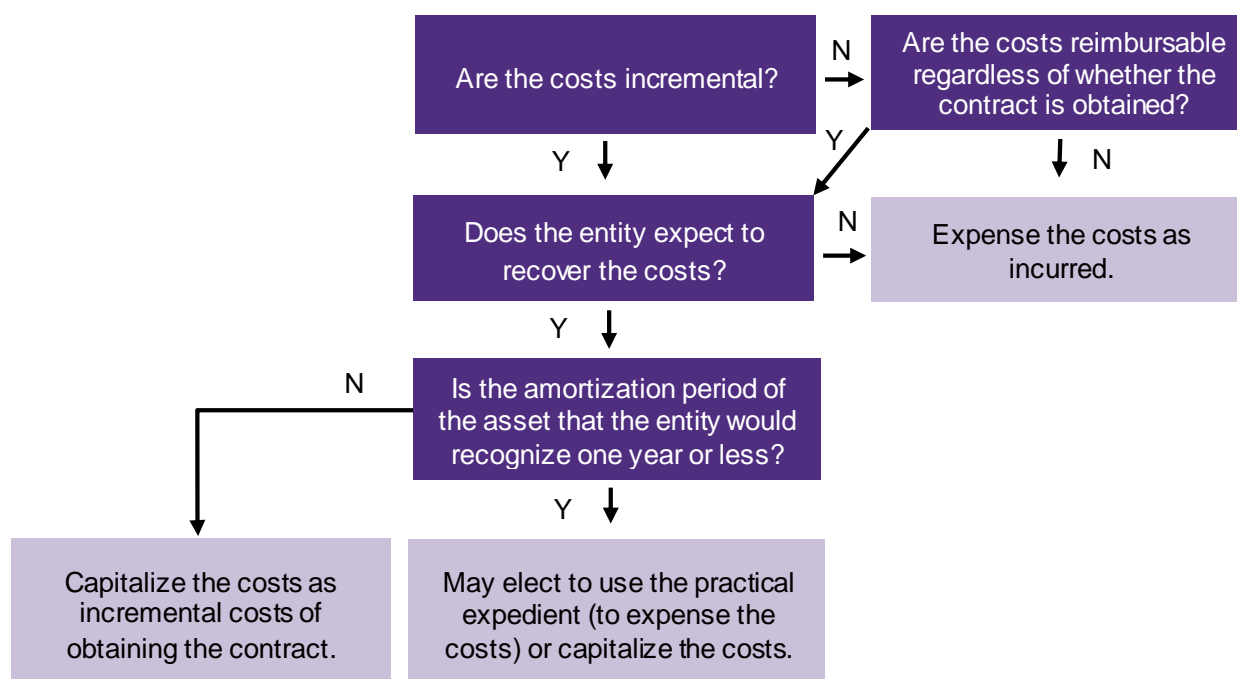 Are the costs incremental?
N
Are the costs reimbursable
regardless of whether the
contract is obtained?
Y
Y
N
Does the entity expect to
recover the costs?
N
Expense the costs as
incurred.
Y
N
Is the amortization period of
the asset that the entity would
recognize one year or less?
Y
Capitalize the costs as
incremental costs of
obtaining the contract.
May elect to use the practical
expedient (to expense the
costs) or capitalize the costs.